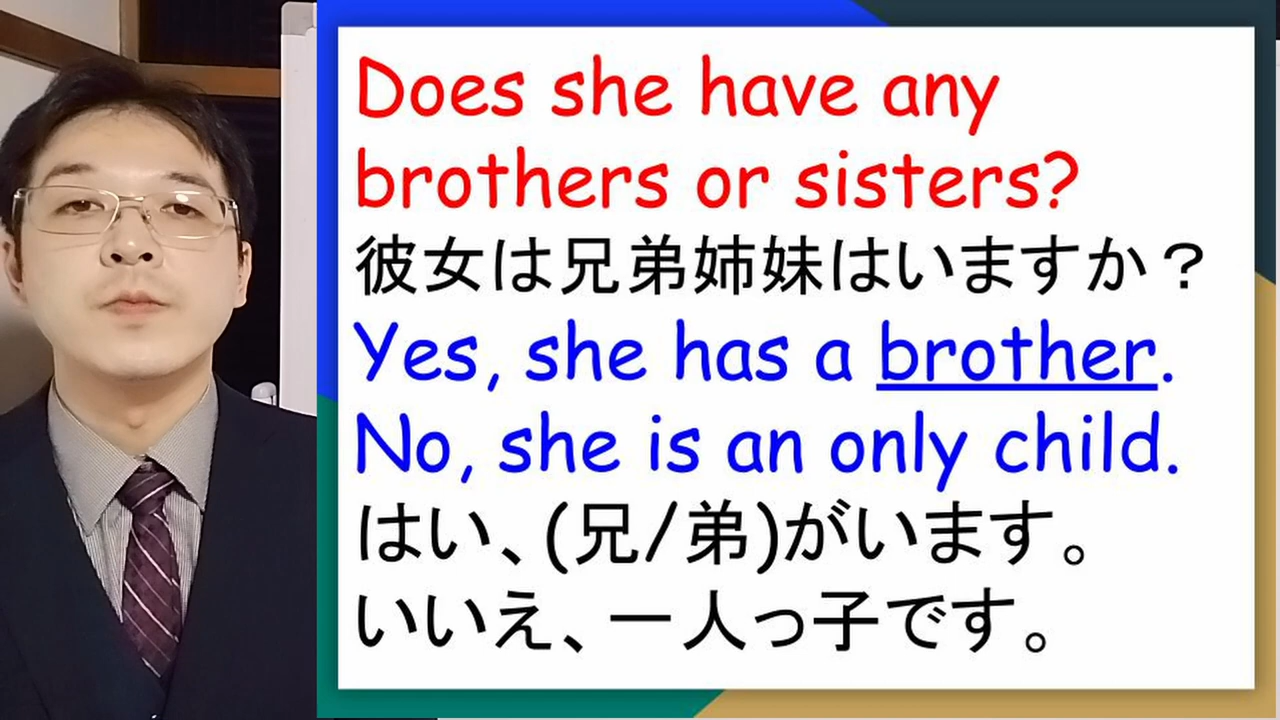 Does she have any
brothers or sisters?
彼女は兄弟姉妹はいますか？
Yes, she has a brother.
No, she is an only child.
はい、(兄/弟)がいます。
いいえ、一人っ子です。